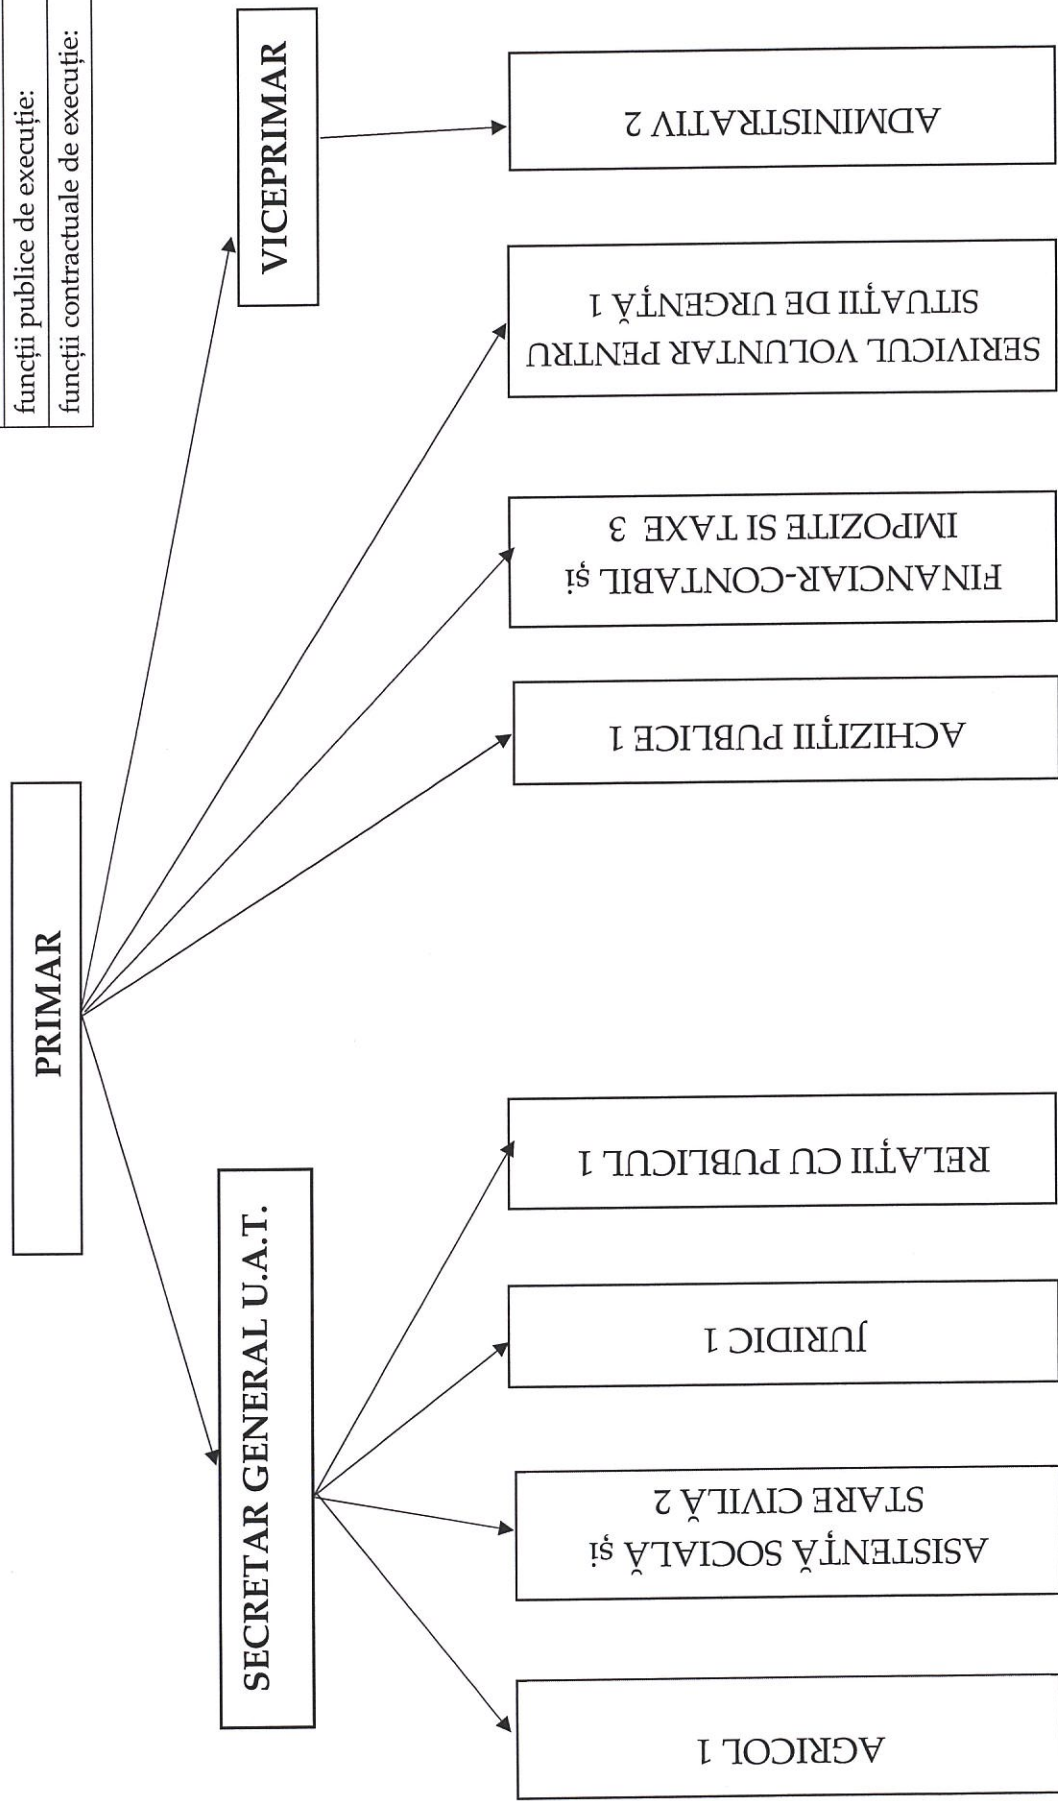 funcții publice de execuție:
funcții contractuale de execuție:
PRIMAR
SECRETAR GENERAL U.A.T.
VICEPRIMAR
AGRICOL 1
ASISTENȚĂ SOCIALĂ și
STARE CIVILĂ 2
JURIDIC 1
RELAȚII CU PUBLICUL 1
ACHIZIȚII PUBLICE 1
FINANCIAR-CONTABIL și
IMPOZITE SI TAXE 3
SERIVICUL VOLUNTAR PENTRU
SITUAȚII DE URGENȚĂ 1
ADMINISTRATIV 2